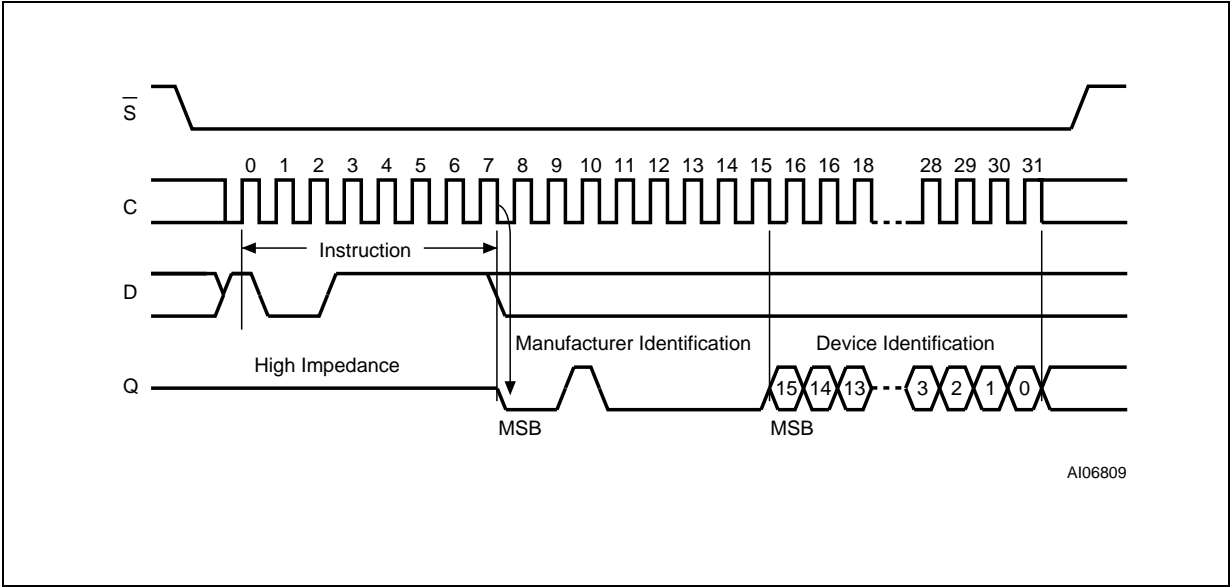 S
0 1 2 3 4 5 6 7 8 9 10 11 12 13 14 15 16 16 18 28 29 30 31
C
Instruction
D
Manufacturer Identification Device Identification
High Impedance
Q
15 14 13 3 2 1 0
MSB MSB
AI06809